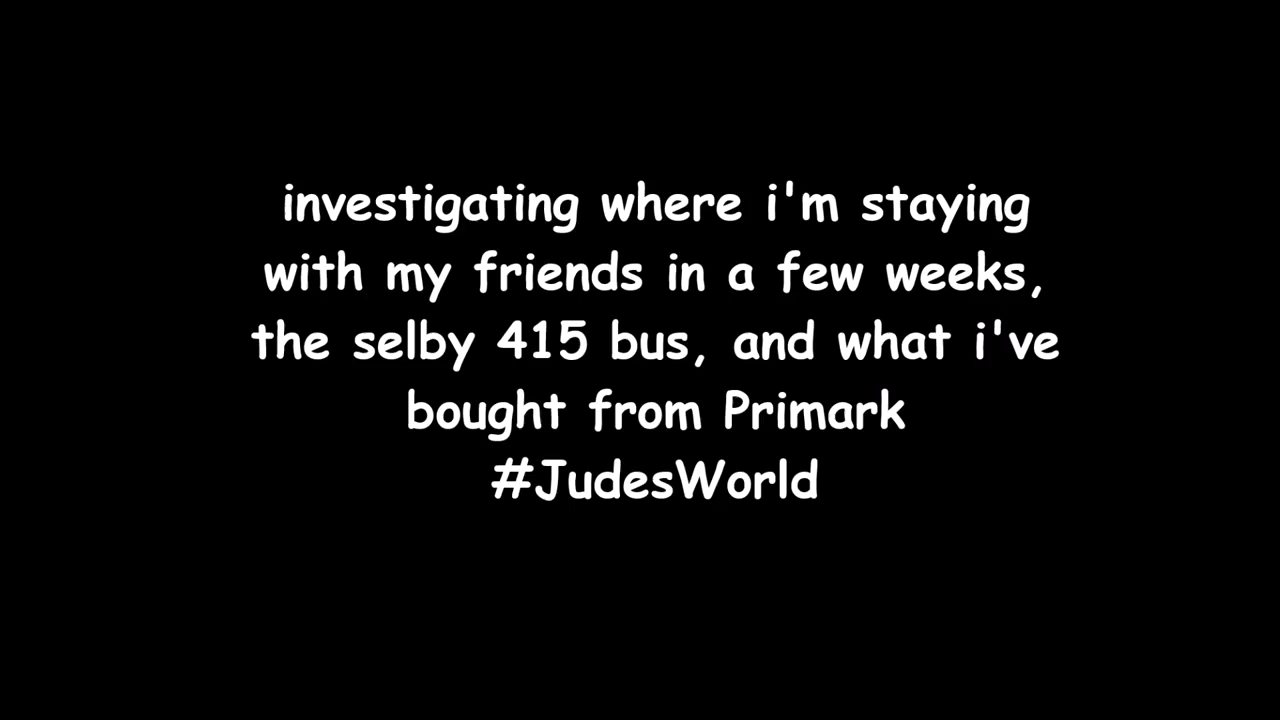 investigating where i'm staying
with my friends in a few weeks,
the selby 415 bus, and what i've
bought from Primark
#JudesWorld